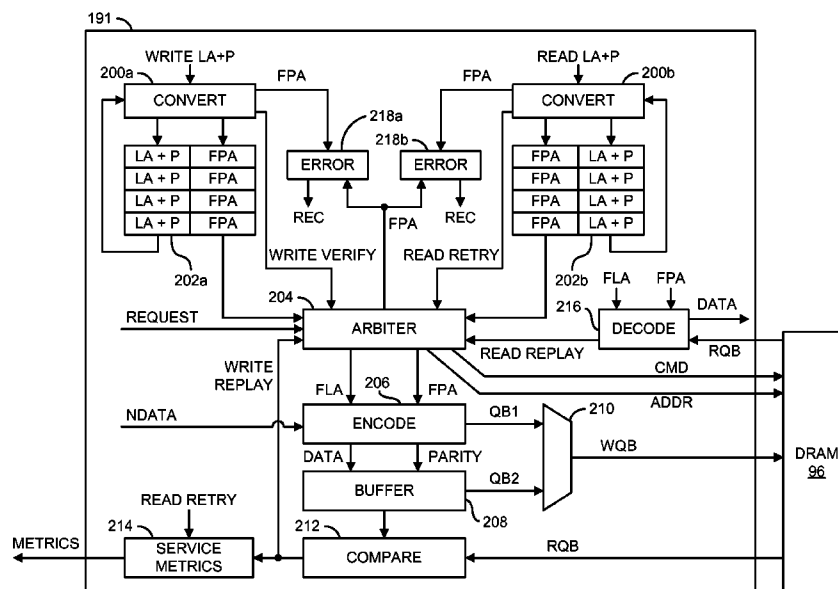 191
WRITE LA+P
READ LA+P
200a
FPA
FPA
200b
CONVERT
CONVERT
218a
218b
LA + P FPA
ERROR
ERROR
FPA LA + P
LA + P FPA
FPA LA + P
LA + P FPA
FPA LA + P
LA + P FPA
REC
FPA
REC
FPA LA + P
WRITE VERIFY
READ RETRY
202a
202b
204
FLA
FPA
216
DATA
REQUEST
ARBITER
DECODE
READ REPLAY
RQB
WRITE
REPLAY
CMD
FLA
206
FPA
ADDR
210
NDATA
ENCODE
QB1
DATA
PARITY
WQB
DRAM
96
BUFFER
QB2
READ RETRY
208
214
212
METRICS
SERVICE
METRICS
COMPARE
RQB